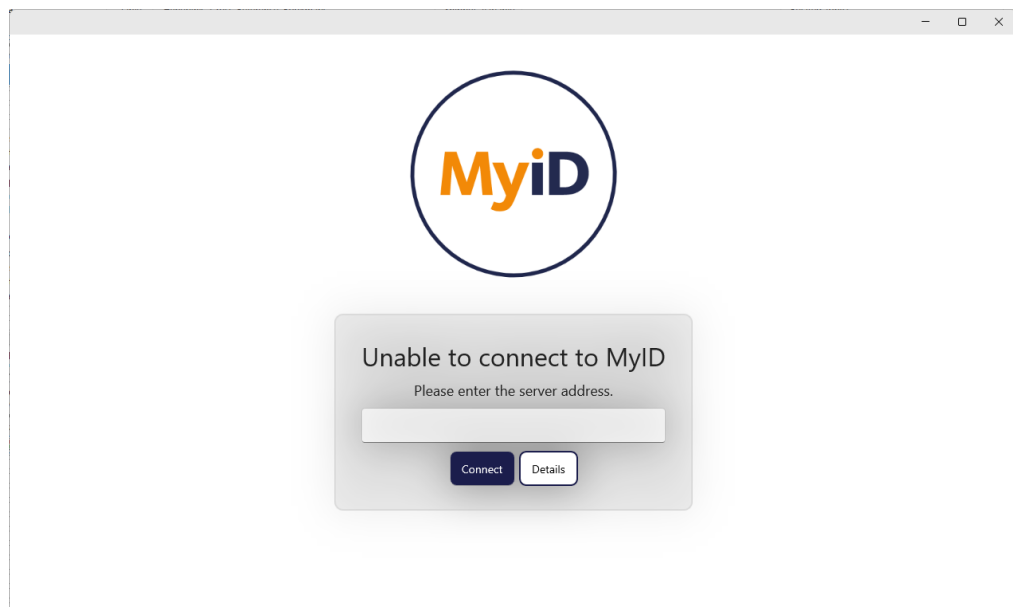 MyiD
Unable to connect to MyID
Please enter the server address.
Connect
Details